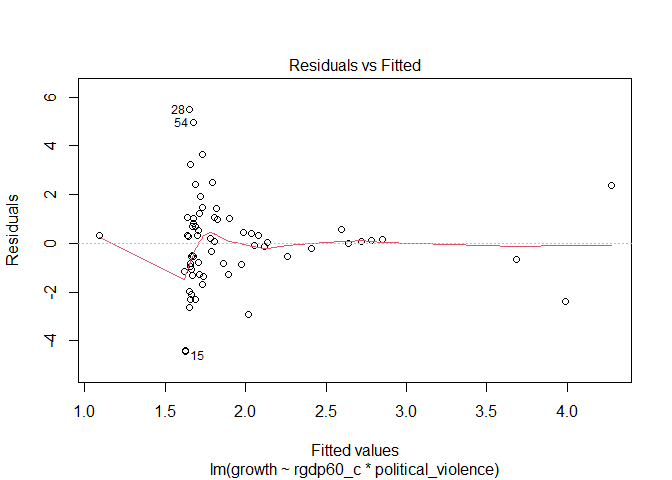 Residuals vs Fitted
Residuals
6
4
2
0
-2
-4
28
54
15
1.0 1.5 2.0 2.5 3.0 3.5 4.0
Fitted values
lm(growth ~ rgdp60_c * political_violence)